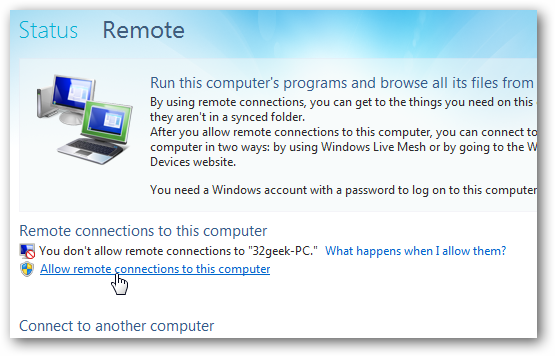 Status Remote
Run this computer's programs and browse all its files from
By using remote connections, you can get to the things you need on this
they aren't in a synced folder.
After you allow remote connections to this computer, you can connect to
computer in two ways: by using Windows Live Mesh or by going to the W
Devices website.
You need a Windows account with a password to log on to this computer
Remote connections to this computer
You don't allow remote connections to "32geek-PC." What happens when I allow them?
Allow remote connections to this computer
Connect to another computer